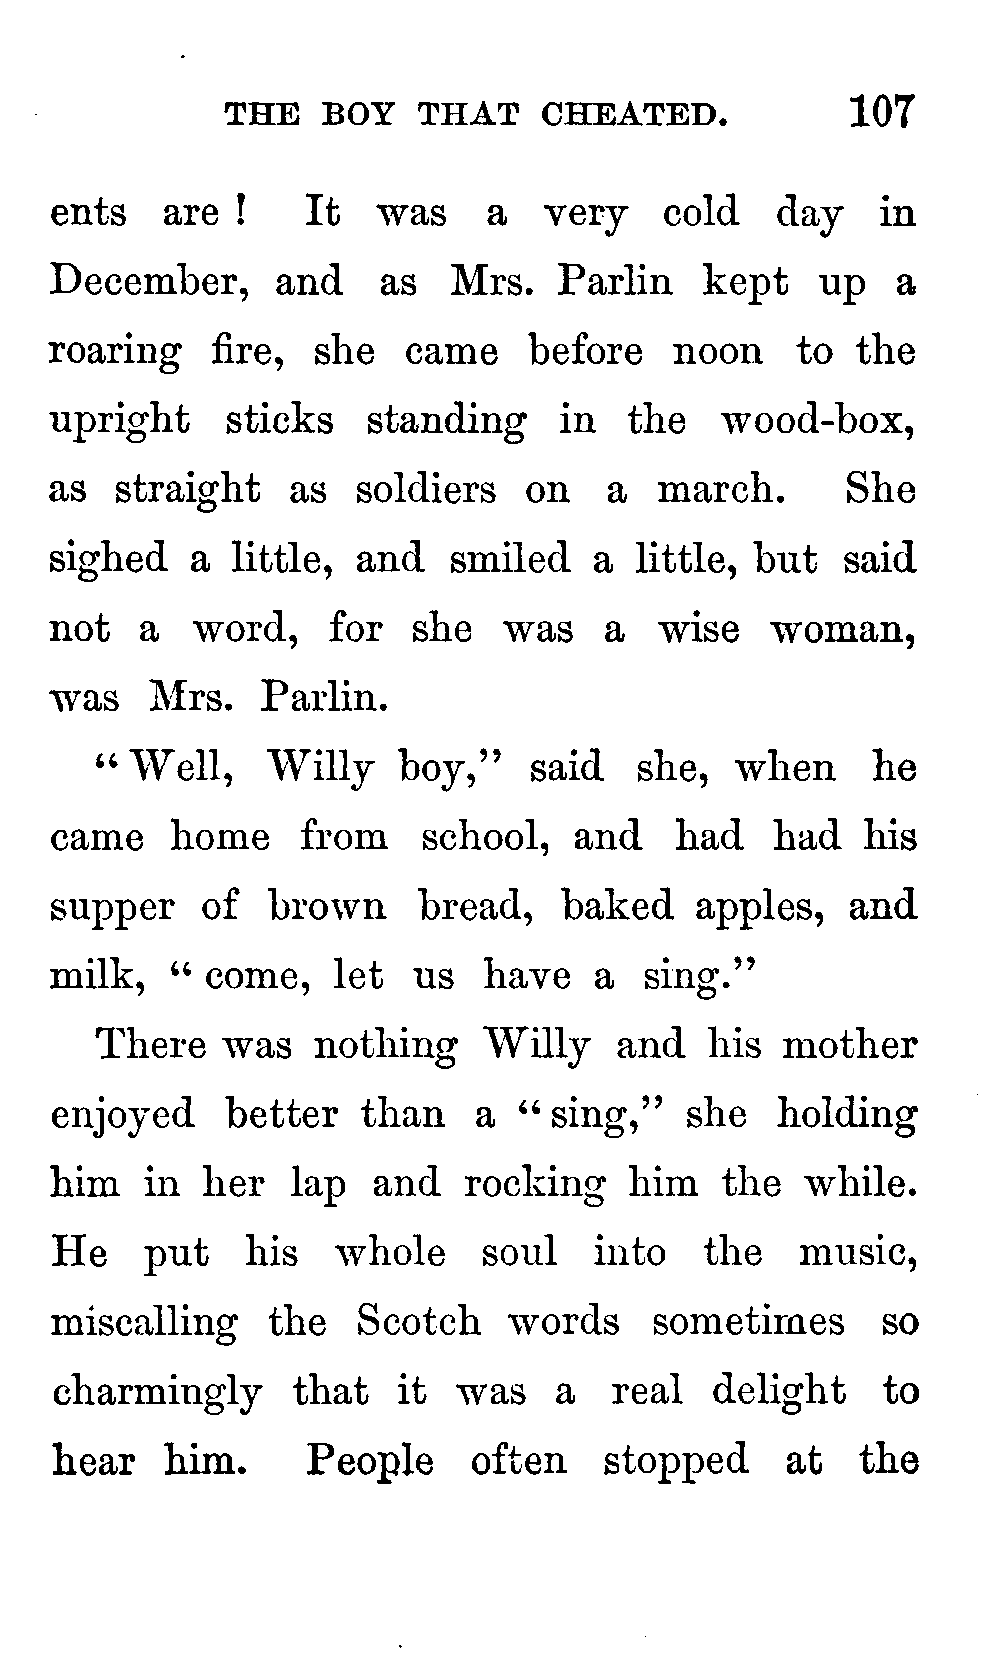 THE BOY THAT CHEATED. 107
ents are! It was a very cold day in
December, and as Mrs. Parlin kept up a
roaring fire, she came before noon to the
upright sticks standing in the wood-box,
as straight as soldiers on a march. She
sighed a little, and smiled a little, but said
not a word, for she was a wise woman,
was Mrs. Parlin.
"Well, Willy boy," said she, when he
came home from school, and had had his
supper of brown bread, baked apples, and
milk, "come, let us have a sing."
There was nothing Willy and his mother
enjoyed better than a "sing," she holding
him in her lap and rocking him the while.
He put his whole soul into the music,
miscalling the Scotch words sometimes so
charmingly that it was a real delight to
hear him. People often stopped at the